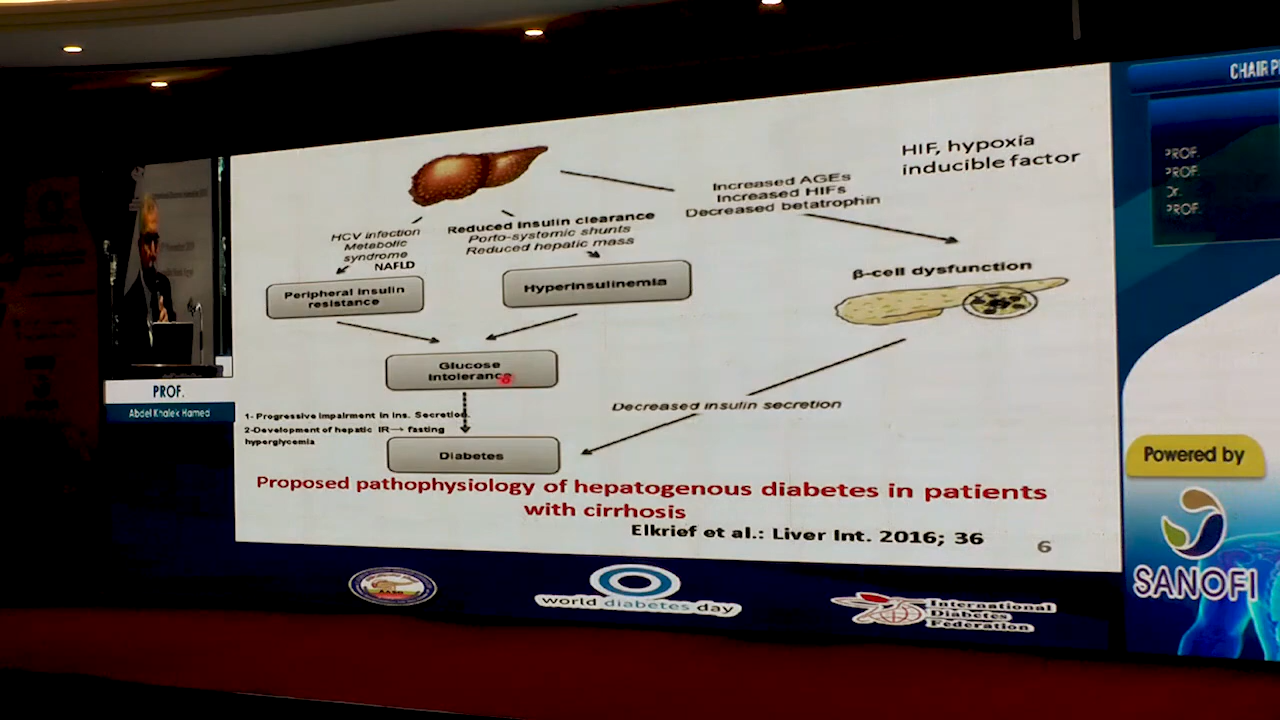 CHAIR P
PROF.
PROF.
Dr.
PROF.
HIF, hypoxia
inducible factor
Increased AGEs
Increased HIFs
Decreased betatrophin
HCV infection
Metabolic
syndrome
NAFLD
Reduced Insulin clearance
Porto-systemic shunts
Reduced hepatic mass
β-cell dysfunction
Peripheral insulin
resistance
Hyperinsulinemia
Glucose
Intolerance
PROF.
Abdel Khalek Hamed
1- Progressive impairment in ins. Secretion
2-Development of hepatic IR→ fasting
hyperglycemia
Decreased insulin secretion
Diabetes
Proposed pathophysiology of hepatogenous diabetes in patients
with cirrhosis
Elkrief et al.: Liver Int. 2016; 36
6
Powered by
SANOFI
world diabetes day
International
Diabetes
Federation